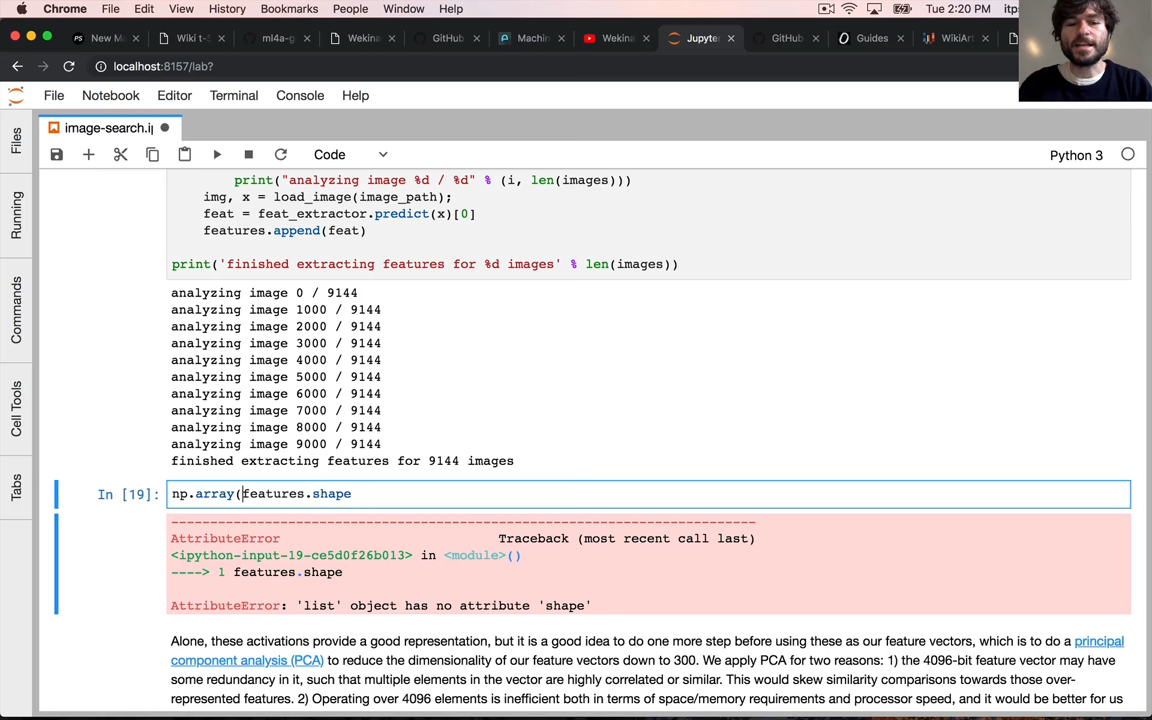 Chrome File Edit View History Bookmarks People Window Help Tue 2:20 PM itp
New M Wiki t-S ml4a-g Wekina GitHub Machin Wekina Jupyte GitHub Guides WikiArt
localhost:8157/lab?
File Notebook Editor Terminal Console Help
image-search.i
Code Python 3
Files
Running
Commands
Cell Tools
Tabs
print("analyzing image %d / %d" % (i, len(images)))
img, x = load_image(image_path);
feat = feat_extractor.predict(x)[0]
features.append(feat)
print('finished extracting features for %d images' % len(images))
analyzing image 0 / 9144
analyzing image 1000 / 9144
analyzing image 2000 / 9144
analyzing image 3000 / 9144
analyzing image 4000 / 9144
analyzing image 5000 / 9144
analyzing image 6000 / 9144
analyzing image 7000 / 9144
analyzing image 8000 / 9144
analyzing image 9000 / 9144
finished extracting features for 9144 images
In [19]: np.array(features.shape
---------------------------------------------------------------------------
AttributeError Traceback (most recent call last)
<ipython-input-19-ce5d0f26b013> in <module>()
----> 1 features.shape
AttributeError: 'list' object has no attribute 'shape'
Alone, these activations provide a good representation, but it is a good idea to do one more step before using these as our feature vectors, which is to do a principal
component analysis (PCA) to reduce the dimensionality of our feature vectors down to 300. We apply PCA for two reasons: 1) the 4096-bit feature vector may have
some redundancy in it, such that multiple elements in the vector are highly correlated or similar. This would skew similarity comparisons towards those over-
represented features. 2) Operating over 4096 elements is inefficient both in terms of space/memory requirements and processor speed, and it would be better for us